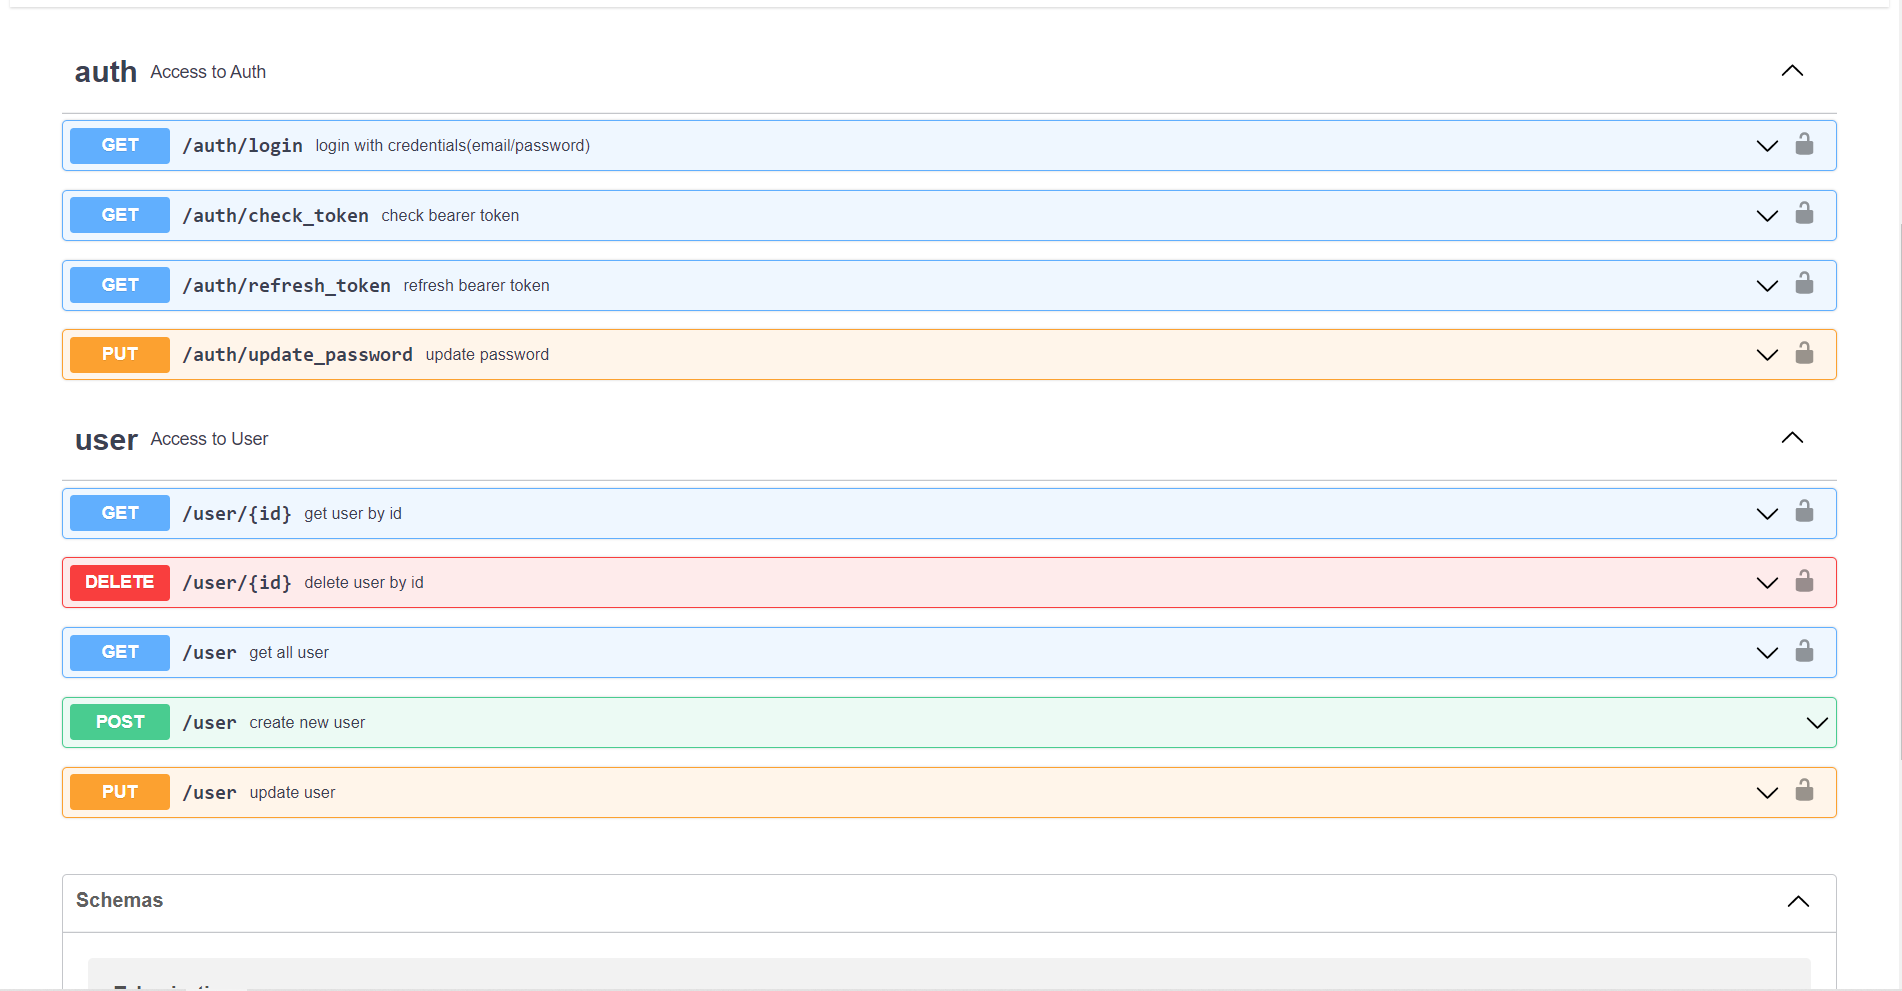 auth Access to Auth
GET /auth/login login with credentials(email/password)
GET /auth/check_token check bearer token
GET /auth/refresh_token refresh bearer token
PUT /auth/update_password update password
user Access to User
GET /user/{id} get user by id
DELETE /user/{id} delete user by id
GET /user get all user
POST /user create new user
PUT /user update user
Schemas